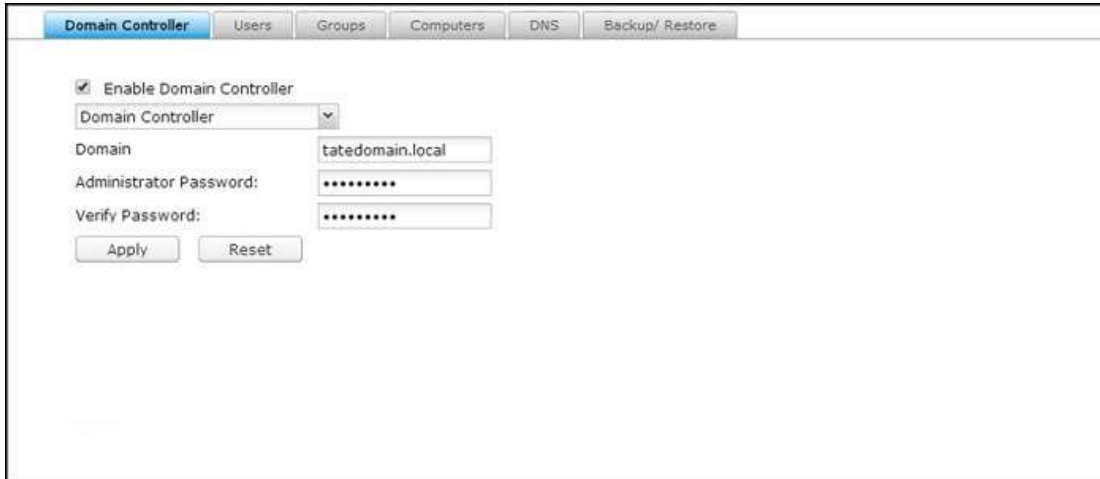 Domain Controller Users Groups Computers DNS Backup/ Restore
Enable Domain Controller
Domain Controller
Domain tatedomain.local
Administrator Password: •••••••••
Verify Password: •••••••••
Apply Reset